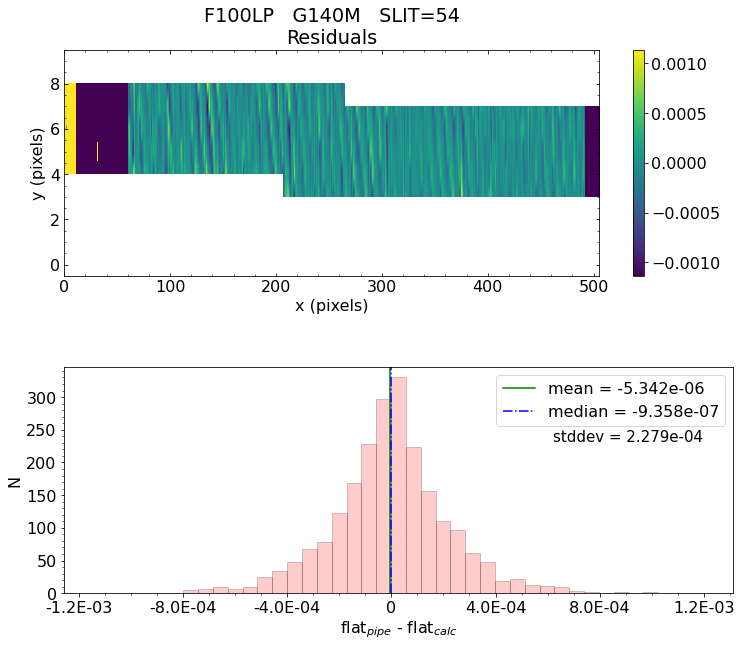 F100LP   G140M   SLIT=54
Residuals
y (pixels)
8
6
4
2
0
0 100 200 300 400 500
x (pixels)
0.0010
0.0005
0.0000
−0.0005
−0.0010
N
300
250
200
150
100
50
0
mean = -5.342e-06
median = -9.358e-07
stddev = 2.279e-04
-1.2E-03 -8.0E-04 -4.0E-04 0 4.0E-04 8.0E-04 1.2E-03
flat_pipe - flat_calc